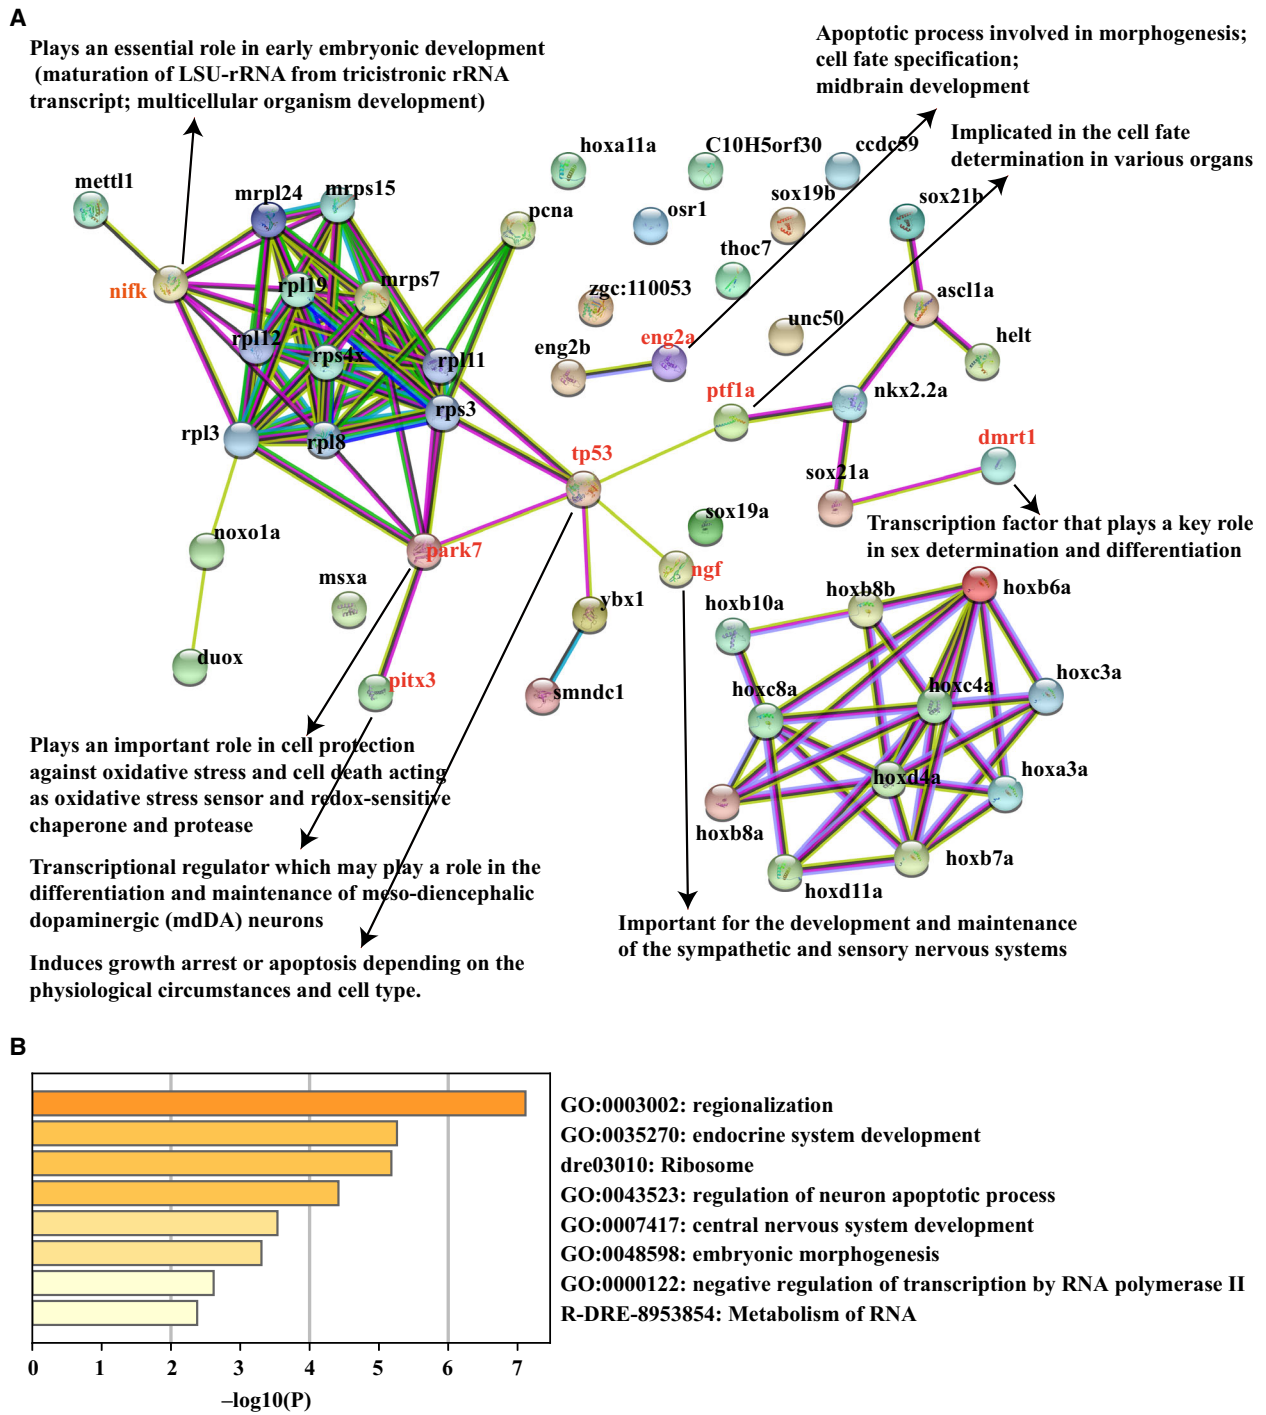 A
Plays an essential role in early embryonic development
(maturation of LSU-rRNA from tricistronic rRNA
transcript; multicellular organism development)
Apoptotic process involved in morphogenesis;
cell fate specification;
midbrain development
Implicated in the cell fate
determination in various organs
hoxa11a
C10H5orf30
ccdc59
mettl1
mrpl24
mrps15
pcna
osr1
sox19b
sox21b
thoc7
nifk
rpl19
mrps7
zgc:110053
ascl1a
unc50
helt
rpl12
rps4x
rpl11
eng2b
eng2a
ptf1a
nkx2.2a
rps3
rpl3
rpl8
tp53
dmrt1
sox21a
sox19a
Transcription factor that plays a key role
in sex determination and differentiation
noxo1a
park7
msxa
ngf
ybx1
hoxb10a
hoxb8b
hoxb6a
duox
pitx3
smndc1
hoxc8a
hoxc4a
hoxc3a
hoxd4a
hoxa3a
hoxb8a
hoxb7a
hoxd11a
Plays an important role in cell protection
against oxidative stress and cell death acting
as oxidative stress sensor and redox-sensitive
chaperone and protease
Transcriptional regulator which may play a role in the
differentiation and maintenance of meso-diencephalic
dopaminergic (mdDA) neurons
Important for the development and maintenance
of the sympathetic and sensory nervous systems
Induces growth arrest or apoptosis depending on the
physiological circumstances and cell type.
B
GO:0003002: regionalization
GO:0035270: endocrine system development
dre03010: Ribosome
GO:0043523: regulation of neuron apoptotic process
GO:0007417: central nervous system development
GO:0048598: embryonic morphogenesis
GO:0000122: negative regulation of transcription by RNA polymerase II
R-DRE-8953854: Metabolism of RNA
0 1 2 3 4 5 6 7
–log10(P)